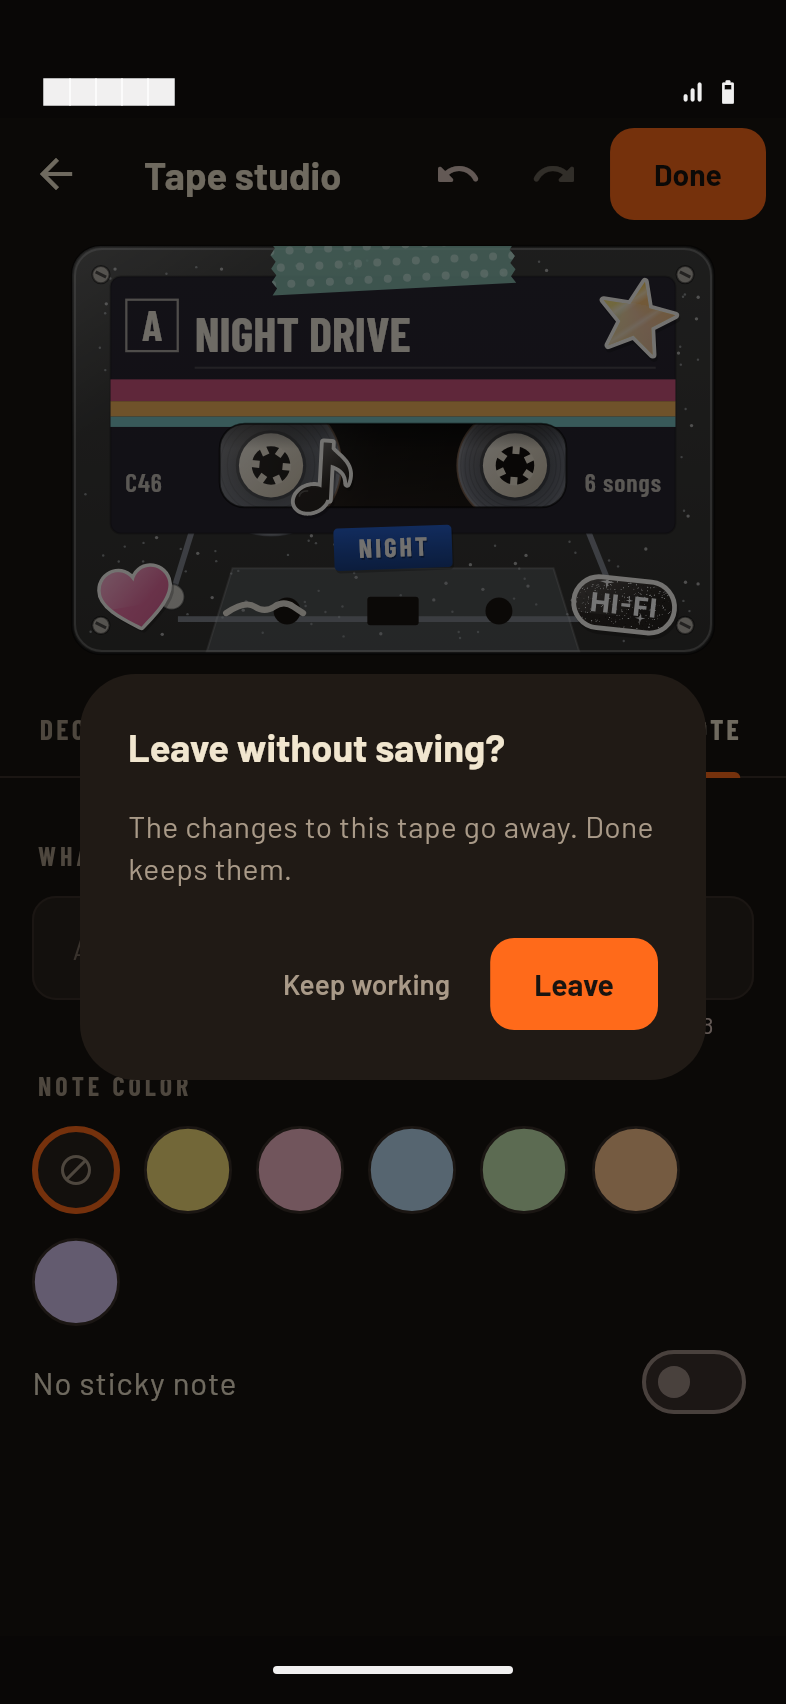 Tape studio
Done
A
NIGHT DRIVE
C46
6 songs
NIGHT
HI-FI
Leave without saving?
The changes to this tape go away. Done
keeps them.
Keep working
Leave
NOTE COLOR
No sticky note